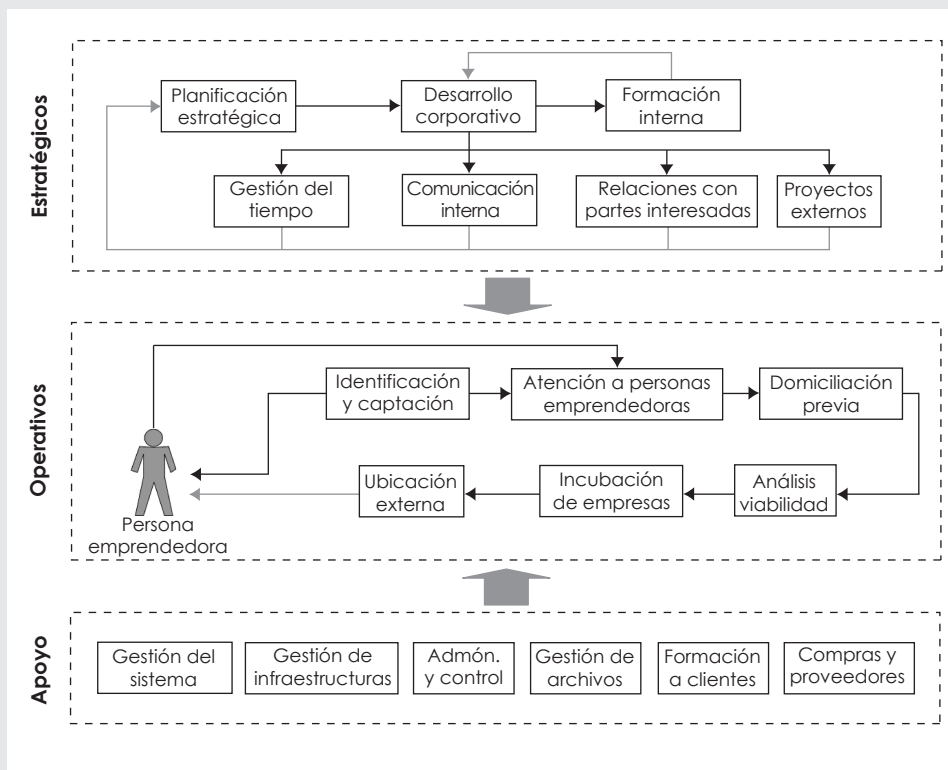 Estratégicos
Planificación
estratégica
Desarrollo
corporativo
Formación
interna
Gestión del
tiempo
Comunicación
interna
Relaciones con
partes interesadas
Proyectos
externos
Operativos
Identificación
y captación
Atención a personas
emprendedoras
Domiciliación
previa
Ubicación
externa
Incubación
de empresas
Análisis
viabilidad
Persona
emprendedora
Apoyo
Gestión del
sistema
Gestión de
infraestructuras
Admón.
y control
Gestión de
archivos
Formación
a clientes
Compras y
proveedores